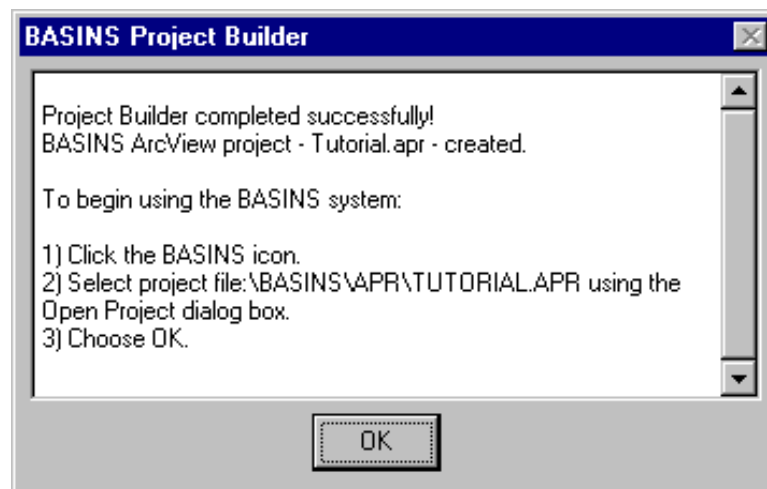 BASINS Project Builder
Project Builder completed successfully!
BASINS ArcView project - Tutorial.apr - created.
To begin using the BASINS system:
1) Click the BASINS icon.
2) Select project file:\BASINS\APR\TUTORIAL.APR using the
Open Project dialog box.
3) Choose OK.
OK